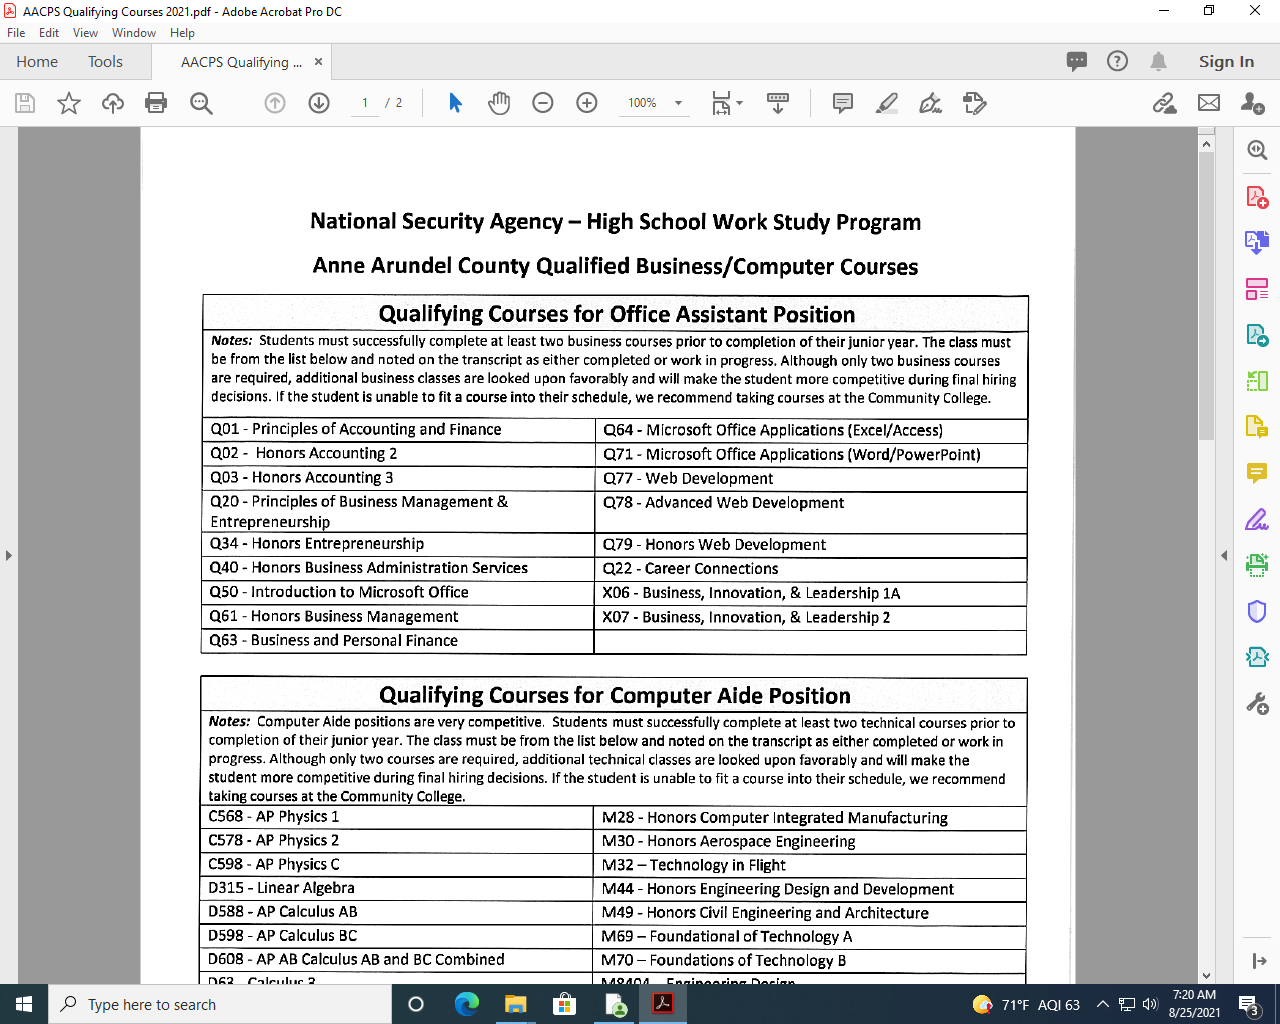 AACPS Qualifying Courses 2021.pdf - Adobe Acrobat Pro DC
File Edit View Window Help
Home Tools AACPS Qualifying ... × Sign In
1 / 2 100%
National Security Agency – High School Work Study Program
Anne Arundel County Qualified Business/Computer Courses
Qualifying Courses for Office Assistant Position
Notes: Students must successfully complete at least two business courses prior to completion of their junior year. The class must
be from the list below and noted on the transcript as either completed or work in progress. Although only two business courses
are required, additional business classes are looked upon favorably and will make the student more competitive during final hiring
decisions. If the student is unable to fit a course into their schedule, we recommend taking courses at the Community College.
Q01 - Principles of Accounting and Finance Q64 - Microsoft Office Applications (Excel/Access)
Q02 - Honors Accounting 2 Q71 - Microsoft Office Applications (Word/PowerPoint)
Q03 - Honors Accounting 3 Q77 - Web Development
Q20 - Principles of Business Management & Q78 - Advanced Web Development
Entrepreneurship
Q34 - Honors Entrepreneurship Q79 - Honors Web Development
Q40 - Honors Business Administration Services Q22 - Career Connections
Q50 - Introduction to Microsoft Office X06 - Business, Innovation, & Leadership 1A
Q61 - Honors Business Management X07 - Business, Innovation, & Leadership 2
Q63 - Business and Personal Finance
Qualifying Courses for Computer Aide Position
Notes: Computer Aide positions are very competitive. Students must successfully complete at least two technical courses prior to
completion of their junior year. The class must be from the list below and noted on the transcript as either completed or work in
progress. Although only two courses are required, additional technical classes are looked upon favorably and will make the
student more competitive during final hiring decisions. If the student is unable to fit a course into their schedule, we recommend
taking courses at the Community College.
C568 - AP Physics 1 M28 - Honors Computer Integrated Manufacturing
C578 - AP Physics 2 M30 - Honors Aerospace Engineering
C598 - AP Physics C M32 – Technology in Flight
D315 - Linear Algebra M44 - Honors Engineering Design and Development
D588 - AP Calculus AB M49 - Honors Civil Engineering and Architecture
D598 - AP Calculus BC M69 – Foundational of Technology A
D608 - AP AB Calculus AB and BC Combined M70 – Foundations of Technology B
D63 - Calculus 3 M8404 - Engineering Design
Type here to search 71°F AQI 63 7:20 AM
8/25/2021 3